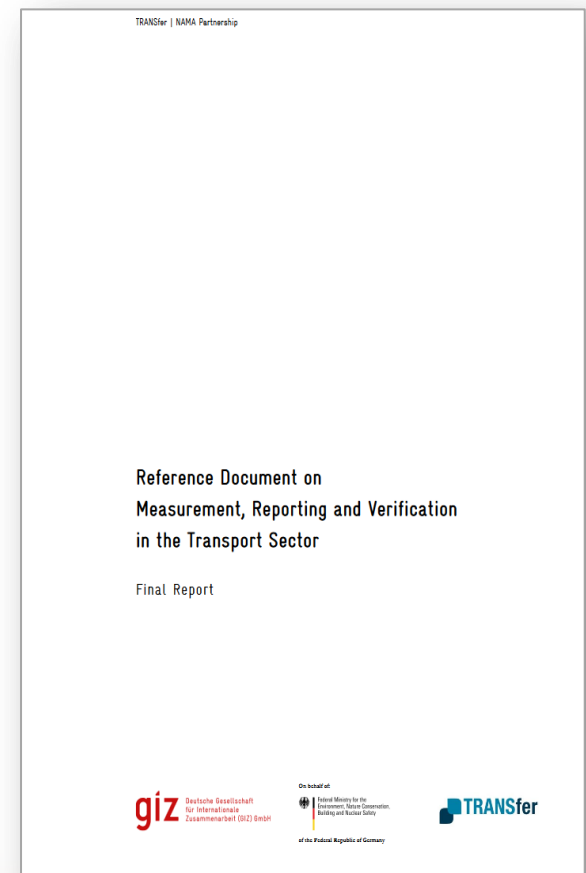 TRANSfer | NAMA Partnership
Reference Document on
Measurement, Reporting and Verification
in the Transport Sector
Final Report
giz
Deutsche Gesellschaft
für Internationale
Zusammenarbeit (GIZ) GmbH
On behalf of:
Federal Ministry for the
Environment, Nature Conservation,
Building and Nuclear Safety
of the Federal Republic of Germany
TRANSfer